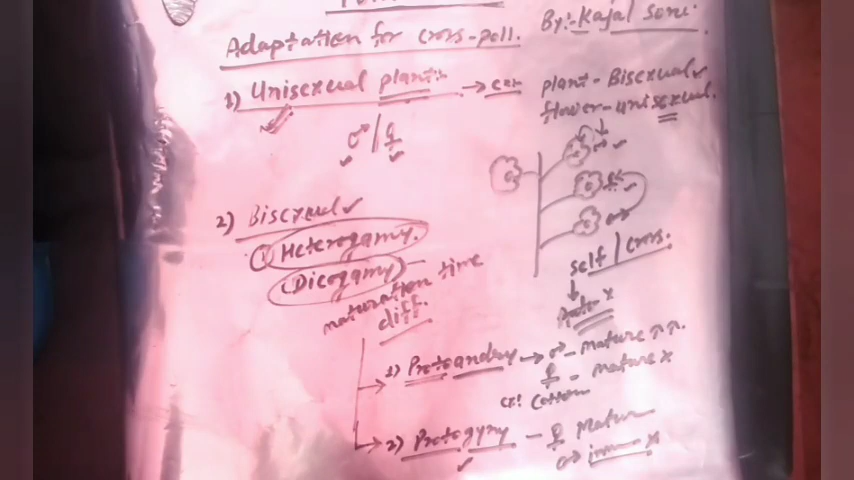 Adaptation for cross-poll. By:- Kajal Soni.
1) Unisexual plant → ex
plant - Bisexual ✓
flower - unisexual.
♂ / ♀
2) Bisexual ✓
① Heterogamy.
(Dicogamy)
maturation time
diff.
self / cross.
1) Protoandry → ♂ - mature
♀ - mature x
ex! Cotton
2) Protogyny - ♀ Mature
♂